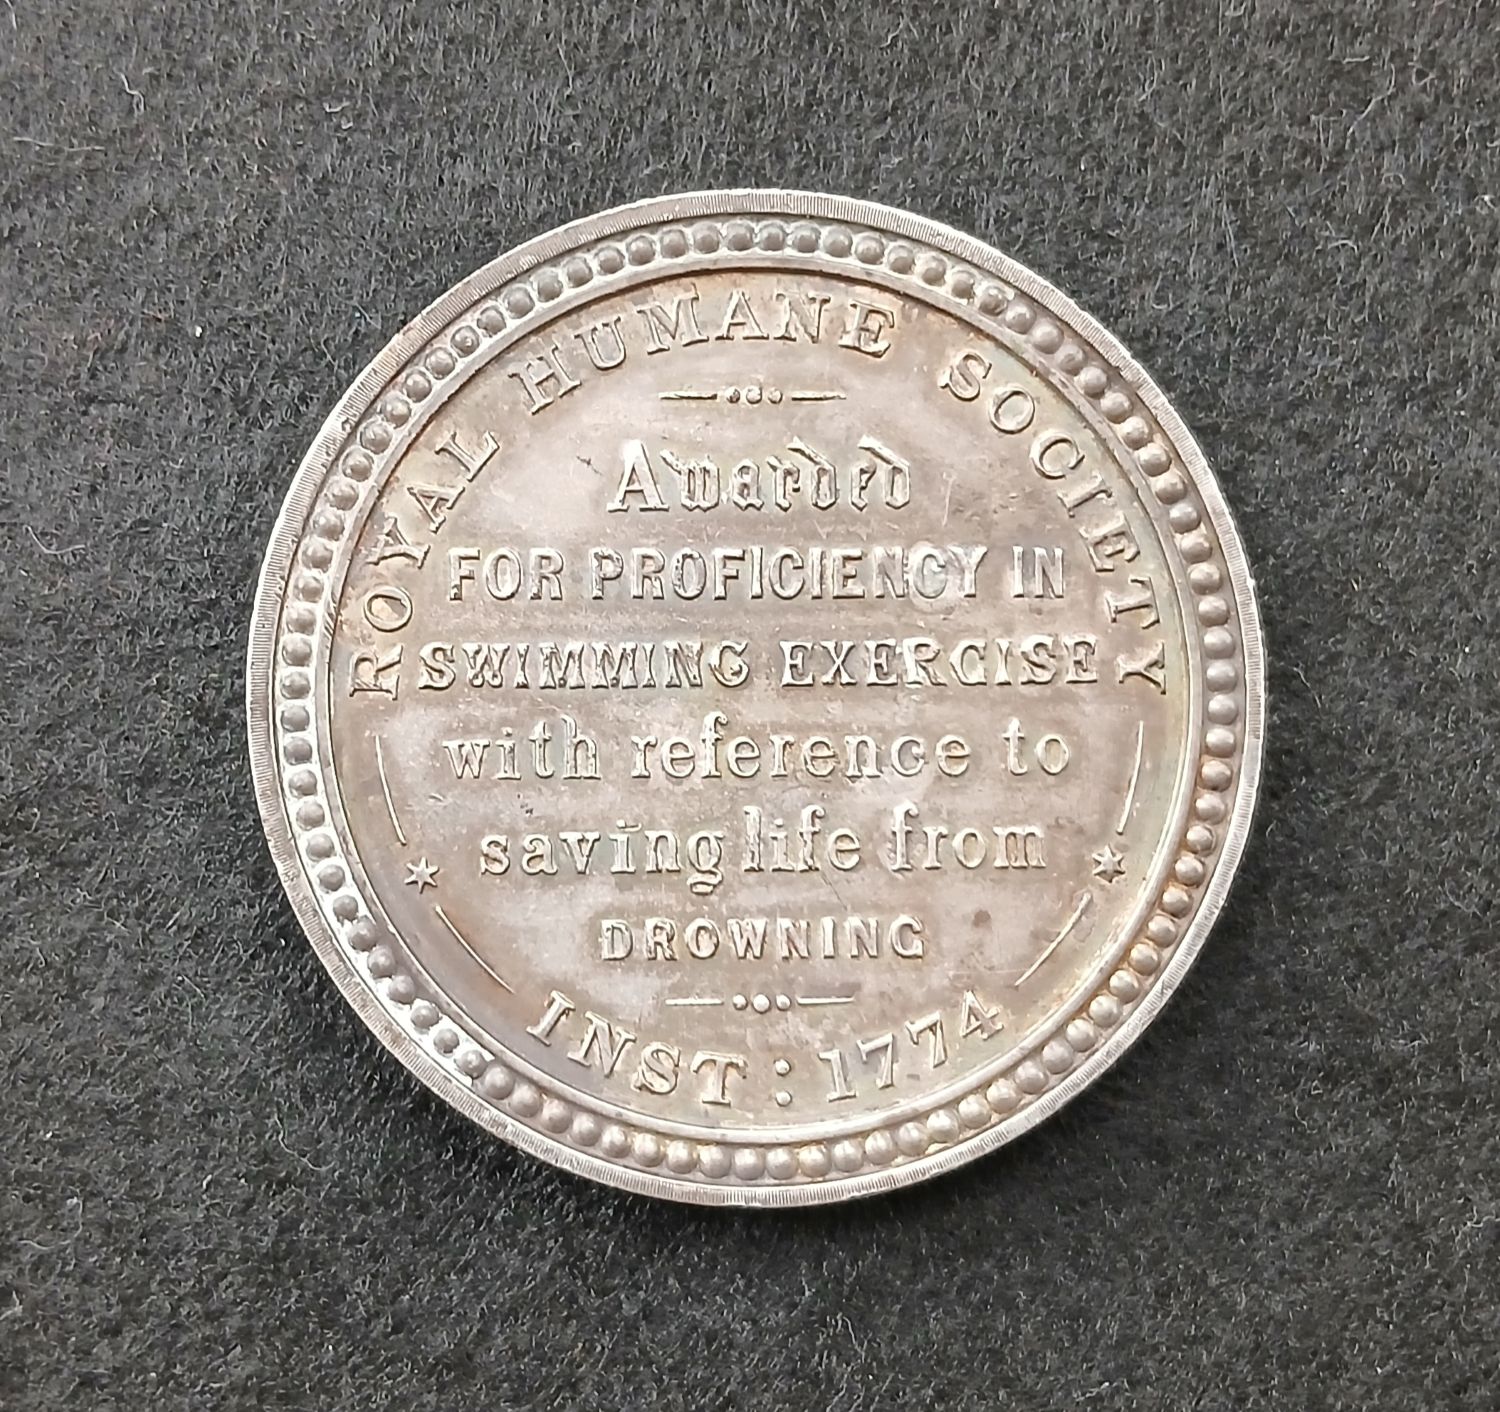 ROYAL HUMANE SOCIETY
Awarded
FOR PROFICIENCY IN
SWIMMING EXERCISE
with reference to
saving life from
DROWNING
INST: 1774